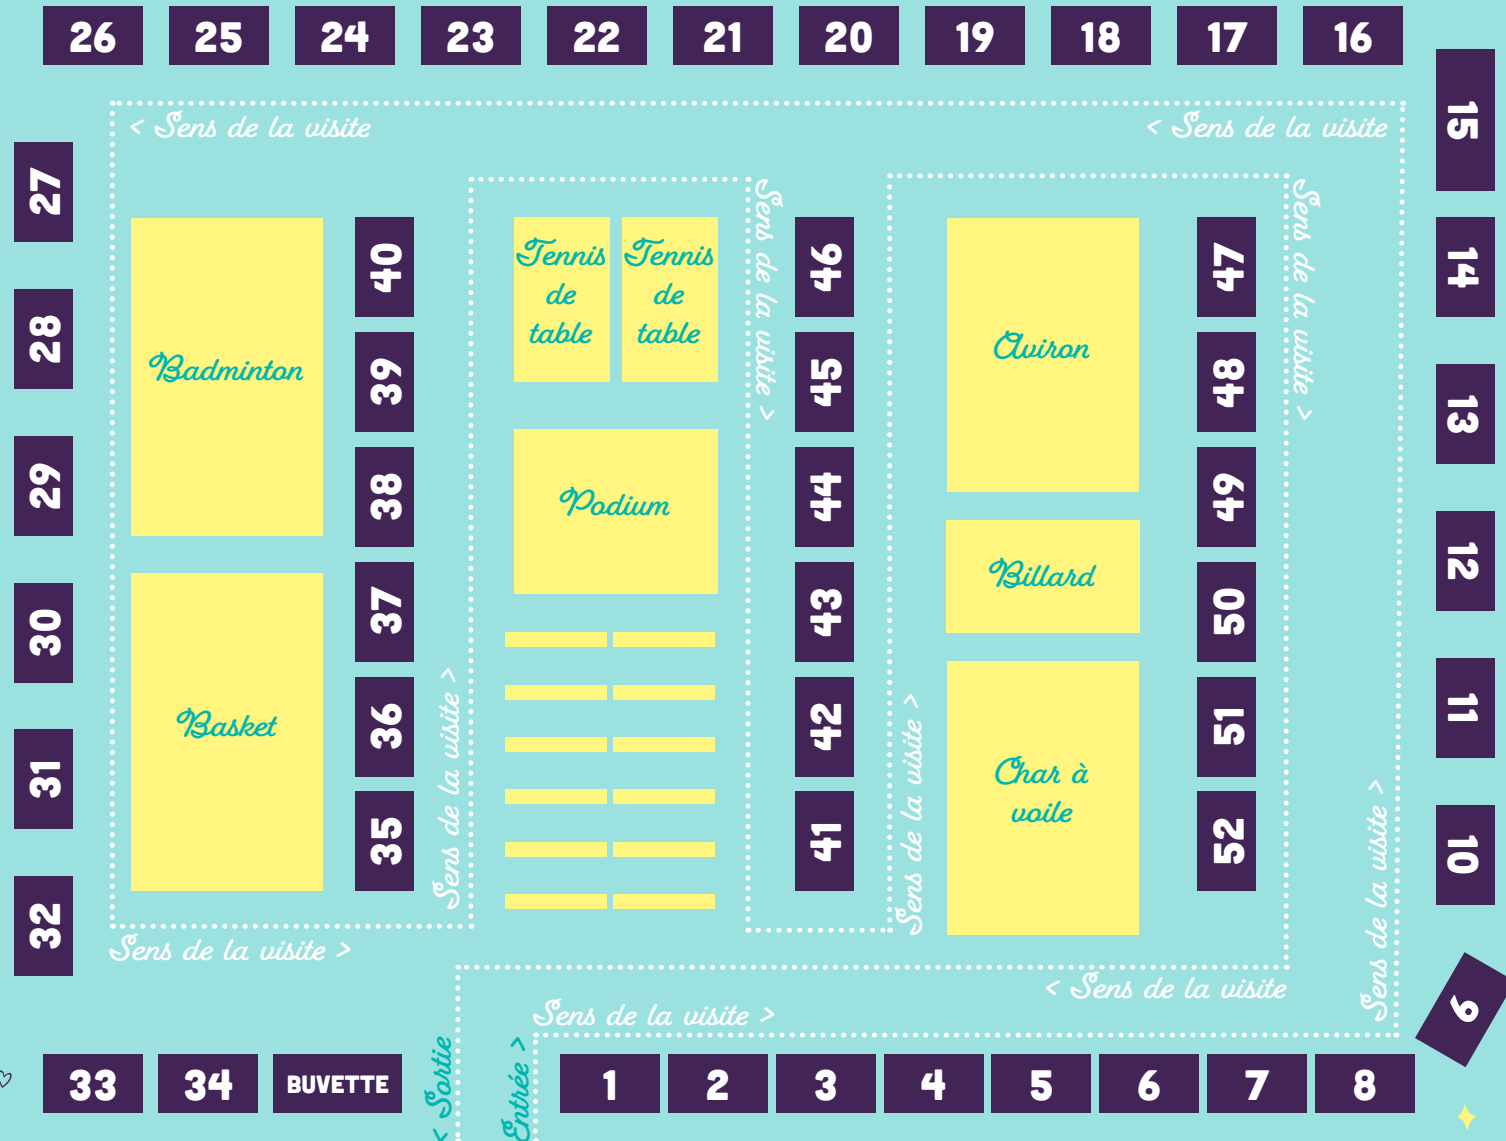 26 25 24 23 22 21 20 19 18 17 16
15
< Sens de la visite
< Sens de la visite
27
28
29
30
31
32
Badminton
Basket
40
39
38
37
36
35
Sens de la visite >
Sens de la visite >
Tennis
de
table
Tennis
de
table
Podium
Sens de la visite >
46
45
44
43
42
41
Sens de la visite >
Aviron
Billard
Char à
voile
47
48
49
50
51
52
Sens de la visite >
14
13
12
11
10
9
Sens de la visite >
< Sens de la visite
Sens de la visite >
33 34 BUVETTE
< Sortie
Entrée >
1 2 3 4 5 6 7 8